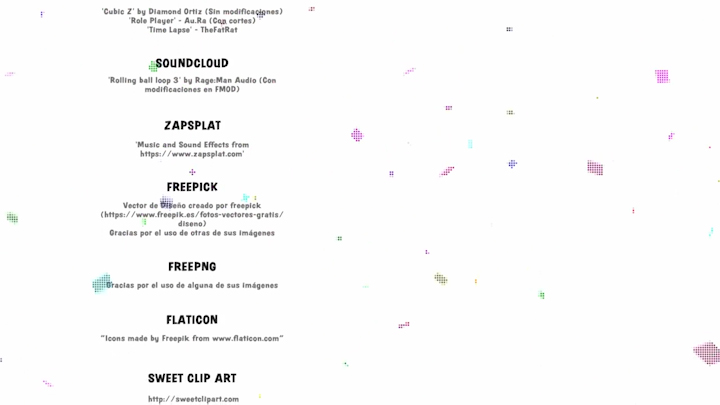 'Cubic Z' by Diamond Ortiz (Sin modificaciones)
'Role Player' - Au.Ra (Con cortes)
'Time Lapse' - TheFatRat
SOUNDCLOUD
'Rolling ball loop 3' by Rage:Man Audio (Con
modificaciones en FMOD)
ZAPSPLAT
'Music and Sound Effects from
https://www.zapsplat.com'
FREEPICK
Vector de Diseño creado por freepick
(https://www.freepik.es/fotos-vectores-gratis/
diseno)
Gracias por el uso de otras de sus imágenes
FREEPNG
Gracias por el uso de alguna de sus imágenes
FLATICON
"Icons made by Freepik from www.flaticon.com"
SWEET CLIP ART
http://sweetclipart.com